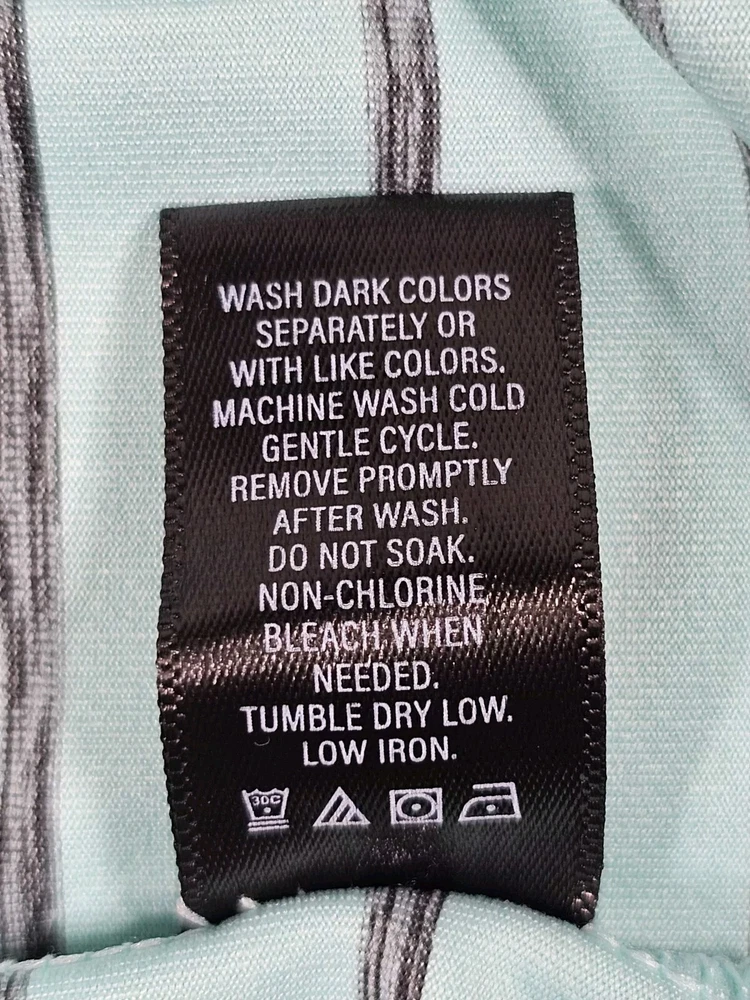 WASH DARK COLORS
SEPARATELY OR
WITH LIKE COLORS.
MACHINE WASH COLD
GENTLE CYCLE.
REMOVE PROMPTLY
AFTER WASH.
DO NOT SOAK.
NON-CHLORINE
BLEACH WHEN
NEEDED.
TUMBLE DRY LOW.
LOW IRON.
30C